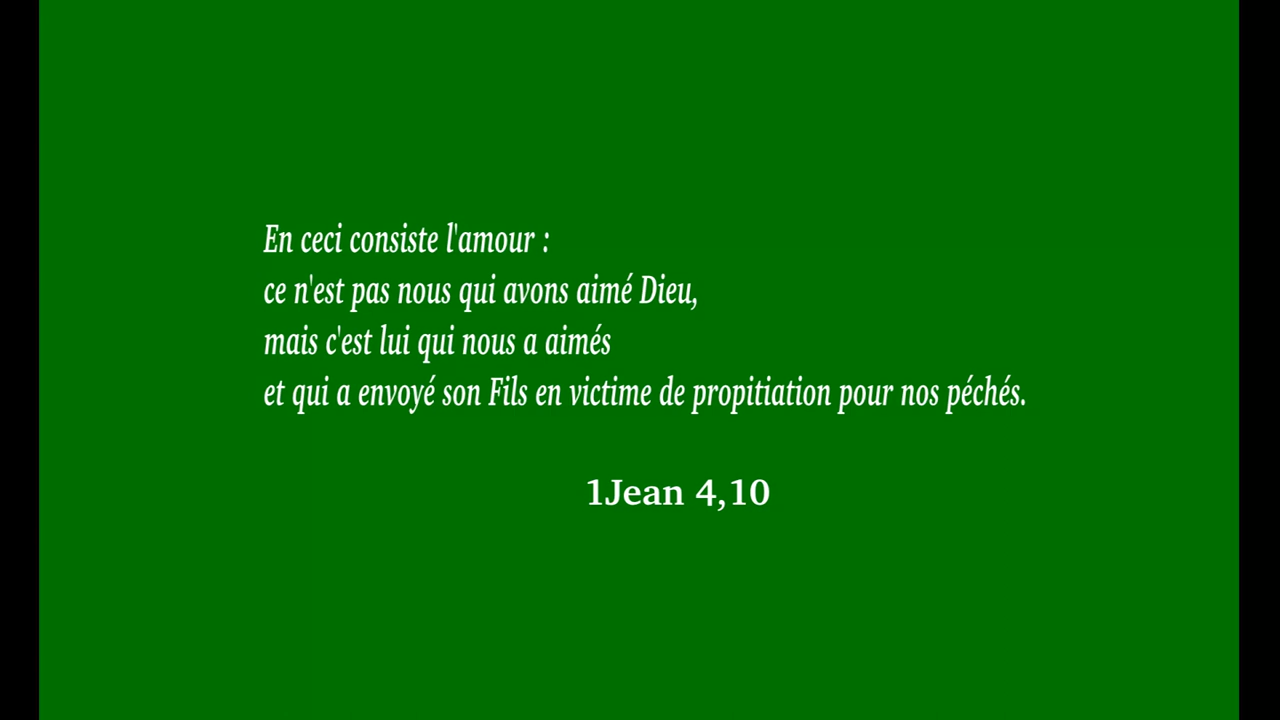 En ceci consiste l'amour :
ce n'est pas nous qui avons aimé Dieu,
mais c'est lui qui nous a aimés
et qui a envoyé son Fils en victime de propitiation pour nos péchés.
1Jean 4,10